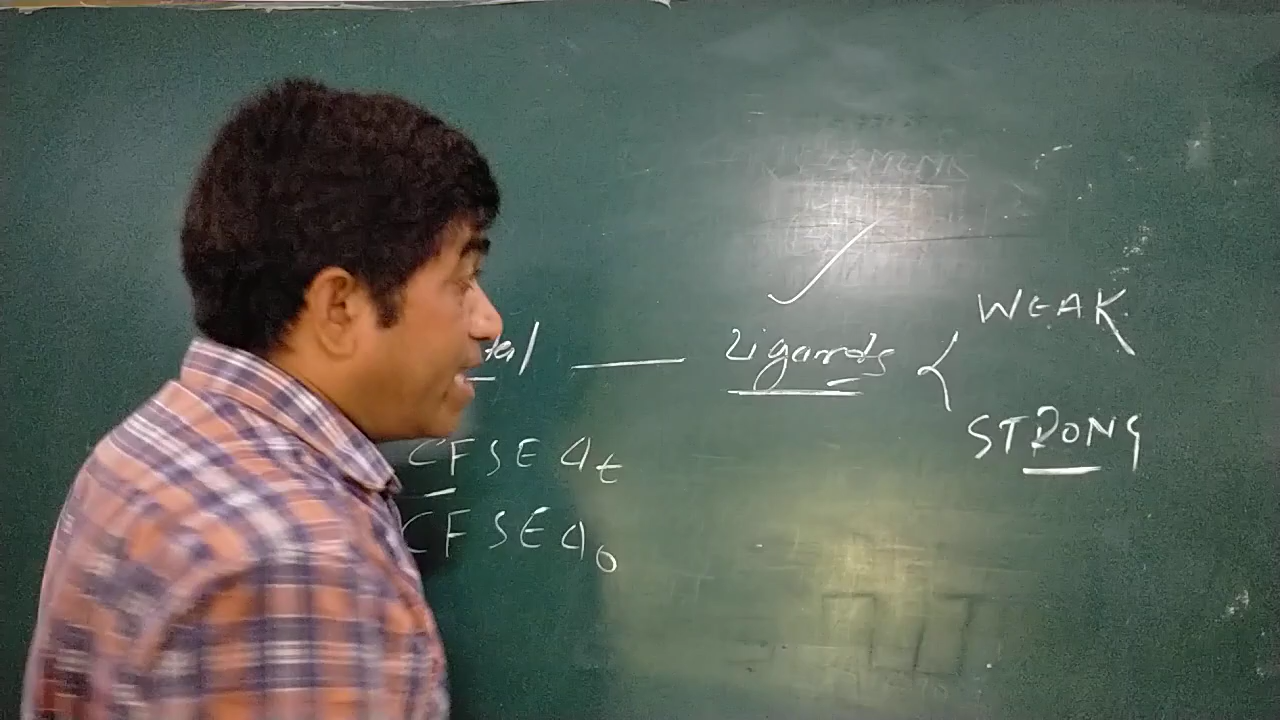 WEAK
tal — Ligands <
STRONG
CFSE Δt
CFSE Δo